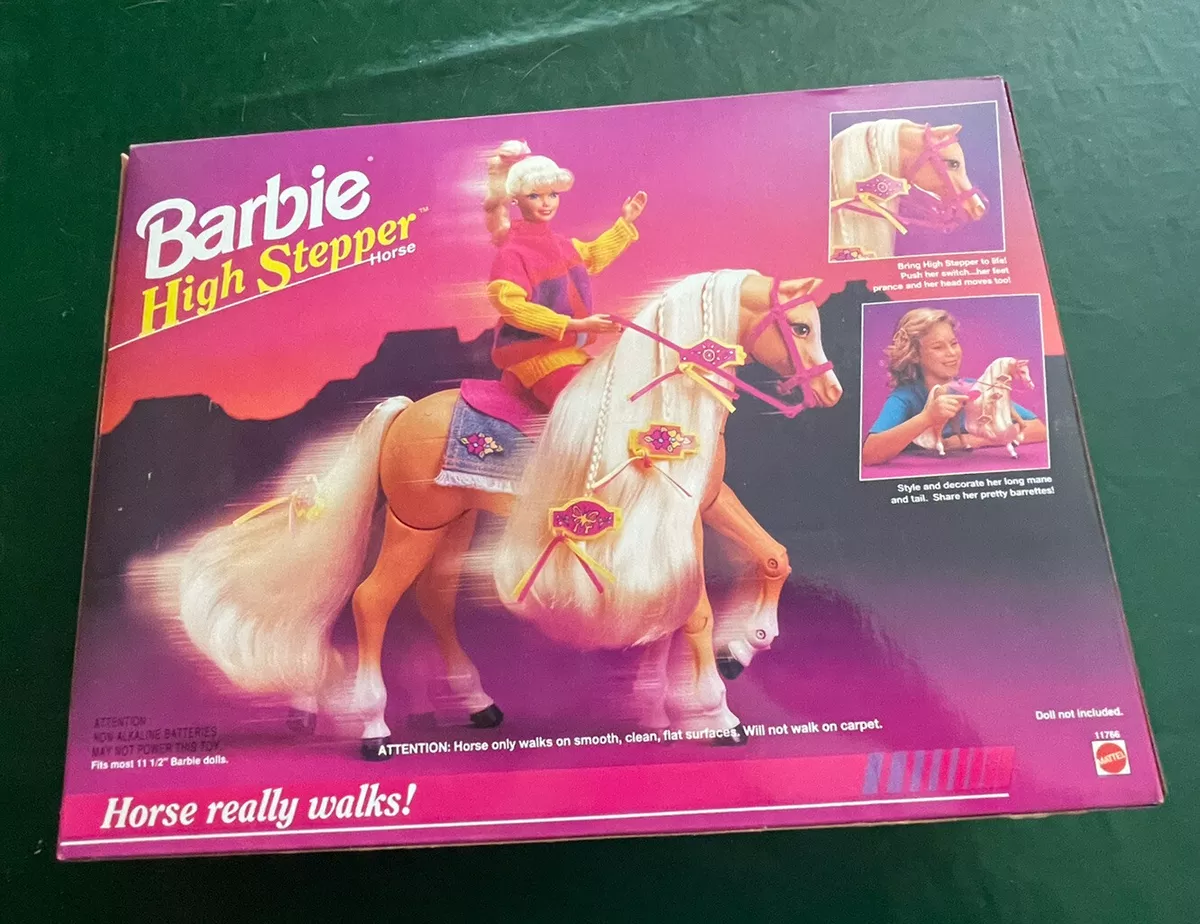 Barbie®
High Stepper™
Horse
Bring High Stepper to life!
Push her switch...her feet
prance and her head moves too!
Style and decorate her long mane
and tail. Share her pretty barrettes!
ATTENTION
NON ALKALINE BATTERIES
MAY NOT POWER THIS TOY.
Fits most 11 1/2" Barbie dolls.
ATTENTION: Horse only walks on smooth, clean, flat surfaces. Will not walk on carpet.
Doll not included.
11766
MATTEL
Horse really walks!